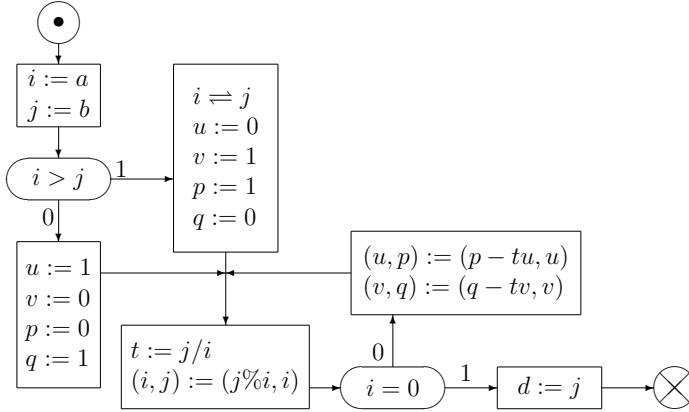 i := a
j := b
i > j
1
0
i ⇌ j
u := 0
v := 1
p := 1
q := 0
u := 1
v := 0
p := 0
q := 1
(u, p) := (p − tu, u)
(v, q) := (q − tv, v)
t := j/i
(i, j) := (j%i, i)
0
i = 0
1
d := j